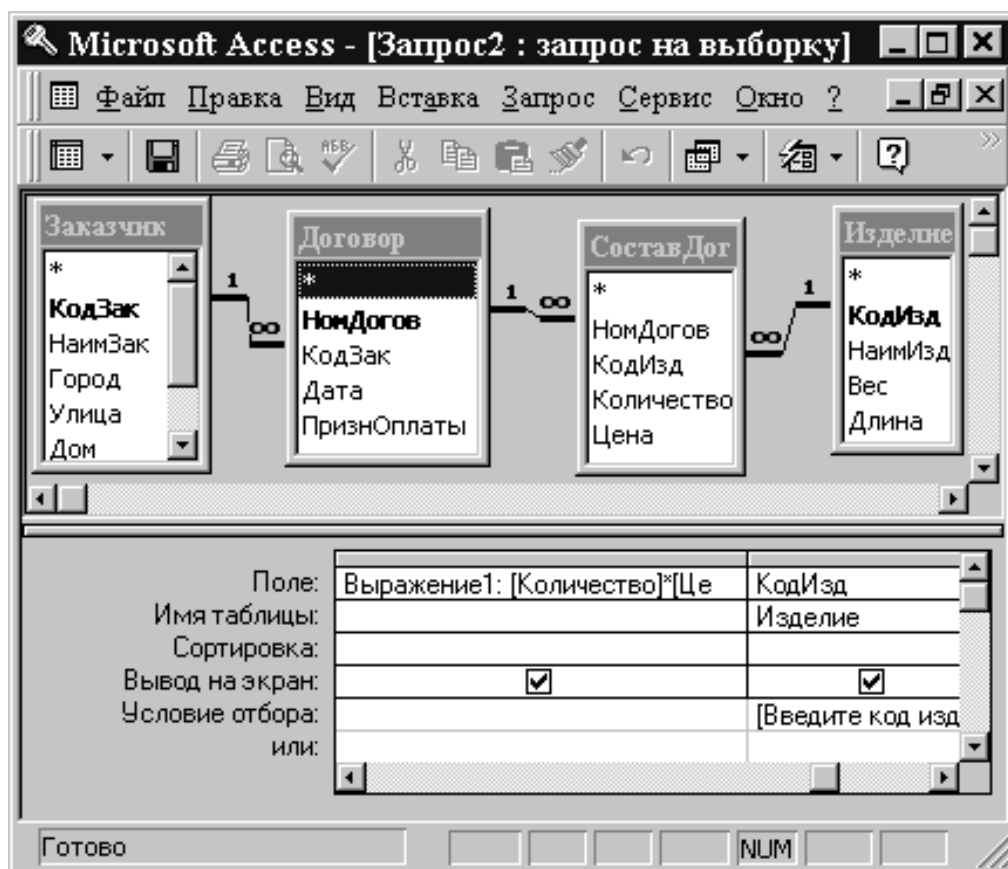 Microsoft Access - [Запрос2 : запрос на выборку]
Файл Правка Вид Вставка Запрос Сервис Окно ?
АБВ
Заказчик
*
КодЗак
НаимЗак
Город
Улица
Дом
1 ∞
Договор
*
НомДогов
КодЗак
Дата
ПризнОплаты
1 ∞
СоставДог
*
НомДогов
КодИзд
Количество
Цена
∞ 1
Изделие
*
КодИзд
НаимИзд
Вес
Длина
Поле: Выражение1: [Количество]*[Це КодИзд
Имя таблицы: Изделие
Сортировка:
Вывод на экран:
Условие отбора: [Введите код изд
или:
Готово NUM